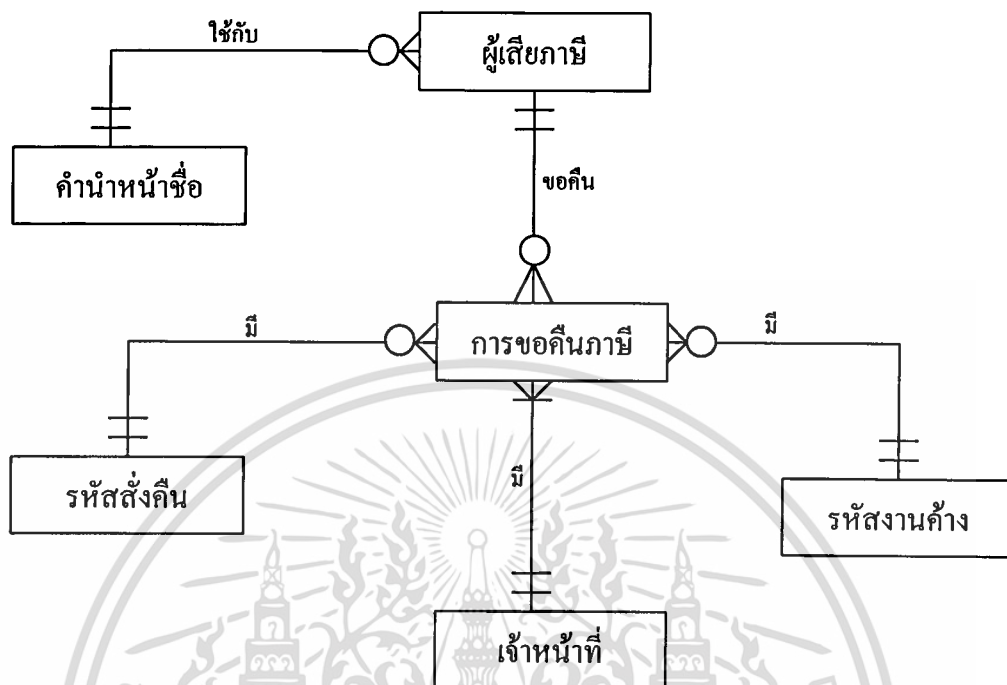 ใช้กับ
ผู้เสียภาษี
คำนำหน้าชื่อ
ขอคืน
มี
การขอคืนภาษี
มี
รหัสสั่งคืน
มี
รหัสงานค้าง
เจ้าหน้าที่